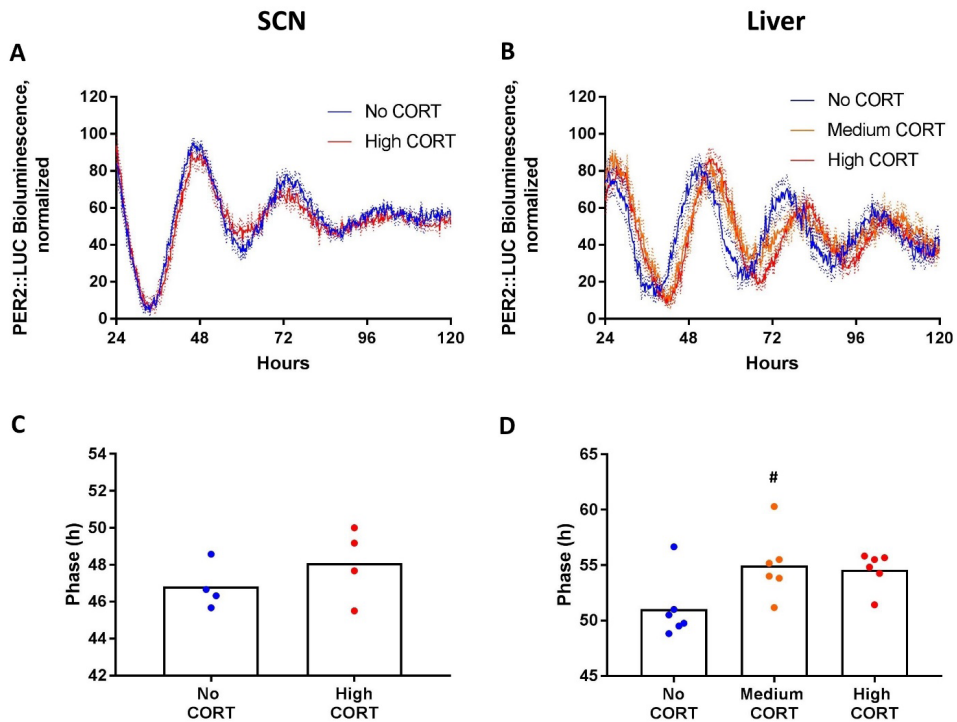 SCN
Liver
A
B
PER2::LUC Bioluminescence,
normalized
120
100
80
60
40
20
0
24
48
72
96
120
Hours
No CORT
High CORT
PER2::LUC Bioluminescence,
normalized
120
100
80
60
40
20
0
24
48
72
96
120
Hours
No CORT
Medium CORT
High CORT
C
D
Phase (h)
54
52
50
48
46
44
42
No
CORT
High
CORT
Phase (h)
65
60
55
50
45
#
No
CORT
Medium
CORT
High
CORT